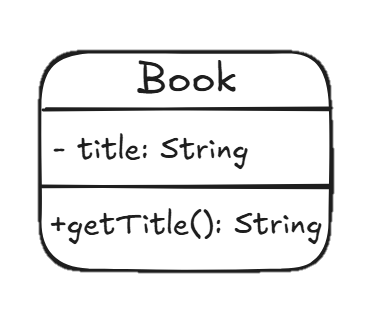 Book
- title: String
+getTitle(): String